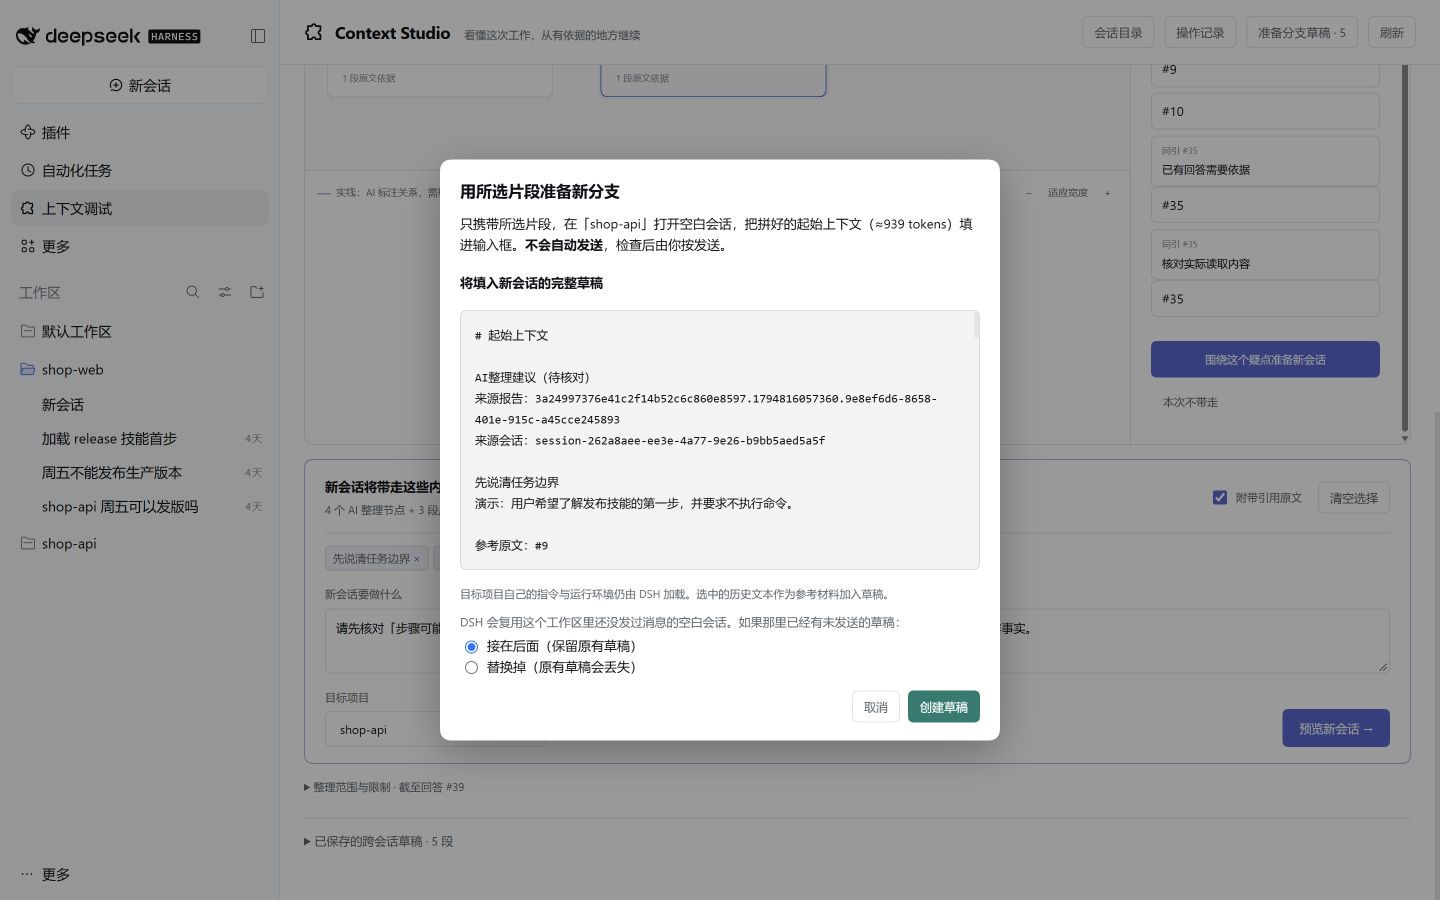 deepseek HARNESS
新会话
插件
自动化任务
上下文调试
更多
工作区
默认工作区
shop-web
新会话
加载 release 技能首步 4天
周五不能发布生产版本 4天
shop-api 周五可以发版吗 4天
shop-api
··· 更多
Context Studio 看懂这次工作，从有依据的地方继续
会话目录
操作记录
准备分支草稿 · 5
刷新
1 段原文依据
1 段原文依据
实线：AI 标注关系，需
− 适应宽度 +
#9
#10
同引 #35
已有回答需要依据
#35
同引 #35
核对实际读取内容
#35
围绕这个疑点准备新会话
本次不带走
用所选片段准备新分支
只携带所选片段，在「shop-api」打开空白会话，把拼好的起始上下文（≈939 tokens）填
进输入框。不会自动发送，检查后由你按发送。
将填入新会话的完整草稿
# 起始上下文
AI整理建议（待核对）
来源报告：3a24997376e41c2f14b52c6c860e8597.1794816057360.9e8ef6d6-8658-
401e-915c-a45cce245893
来源会话：session-262a8aee-ee3e-4a77-9e26-b9bb5aed5a5f
先说清任务边界
演示：用户希望了解发布技能的第一步，并要求不执行命令。
参考原文：#9
目标项目自己的指令与运行环境仍由 DSH 加载。选中的历史文本作为参考材料加入草稿。
DSH 会复用这个工作区里还没发过消息的空白会话。如果那里已经有未发送的草稿：
接在后面（保留原有草稿）
替换掉（原有草稿会丢失）
取消
创建草稿
新会话将带走这些内
4 个 AI 整理节点 + 3 段
附带引用原文
清空选择
先说清任务边界 ×
新会话要做什么
请先核对「步骤可能
事实。
目标项目
shop-api
预览新会话 →
▶ 整理范围与限制 · 截至回答 #39
▶ 已保存的跨会话草稿 · 5 段